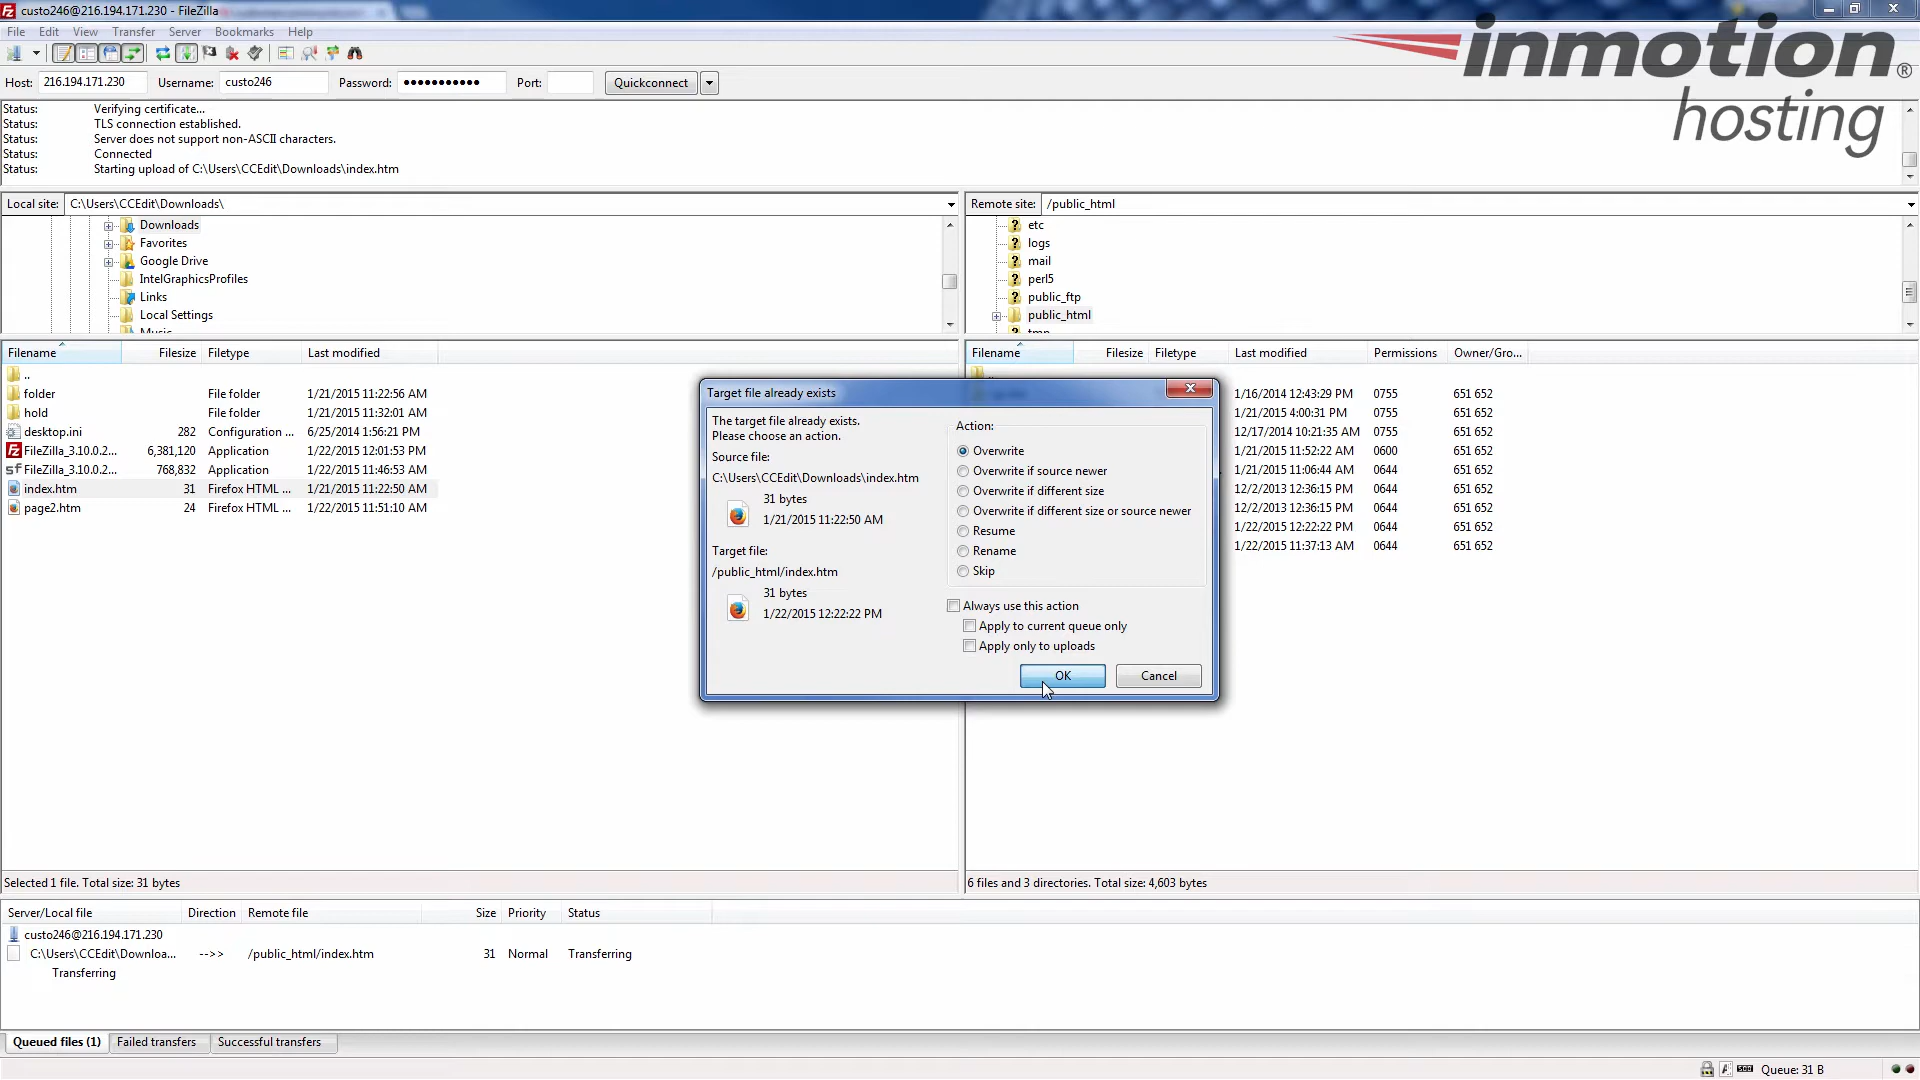 custo246@216.194.171.230 - FileZilla
File Edit View Transfer Server Bookmarks Help
inmotion®
hosting
Host: 216.194.171.230 Username: custo246 Password: ●●●●●●●●●●● Port: Quickconnect
Status: Verifying certificate...
Status: TLS connection established.
Status: Server does not support non-ASCII characters.
Status: Connected
Status: Starting upload of C:\Users\CCEdit\Downloads\index.htm
Local site: C:\Users\CCEdit\Downloads\
Downloads
Favorites
Google Drive
IntelGraphicsProfiles
Links
Local Settings
Music
Remote site: /public_html
etc
logs
mail
perl5
public_ftp
public_html
tmp
Filename Filesize Filetype Last modified
..
folder File folder 1/21/2015 11:22:56 AM
hold File folder 1/21/2015 11:32:01 AM
desktop.ini 282 Configuration ... 6/25/2014 1:56:21 PM
FileZilla_3.10.0.2... 6,381,120 Application 1/22/2015 12:01:53 PM
FileZilla_3.10.0.2... 768,832 Application 1/22/2015 11:46:53 AM
index.htm 31 Firefox HTML ... 1/21/2015 11:22:50 AM
page2.htm 24 Firefox HTML ... 1/22/2015 11:51:10 AM
Filename Filesize Filetype Last modified Permissions Owner/Gro...
1/16/2014 12:43:29 PM 0755 651 652
1/21/2015 4:00:31 PM 0755 651 652
12/17/2014 10:21:35 AM 0755 651 652
1/21/2015 11:52:22 AM 0600 651 652
1/21/2015 11:06:44 AM 0644 651 652
12/2/2013 12:36:15 PM 0644 651 652
12/2/2013 12:36:15 PM 0644 651 652
1/22/2015 12:22:22 PM 0644 651 652
1/22/2015 11:37:13 AM 0644 651 652
Target file already exists
The target file already exists.
Please choose an action.
Source file:
C:\Users\CCEdit\Downloads\index.htm
31 bytes
1/21/2015 11:22:50 AM
Target file:
/public_html/index.htm
31 bytes
1/22/2015 12:22:22 PM
Action:
Overwrite
Overwrite if source newer
Overwrite if different size
Overwrite if different size or source newer
Resume
Rename
Skip
Always use this action
Apply to current queue only
Apply only to uploads
OK Cancel
Selected 1 file. Total size: 31 bytes
6 files and 3 directories. Total size: 4,603 bytes
Server/Local file Direction Remote file Size Priority Status
custo246@216.194.171.230
C:\Users\CCEdit\Downloa... -->> /public_html/index.htm 31 Normal Transferring
Transferring
Queued files (1) Failed transfers Successful transfers
Queue: 31 B